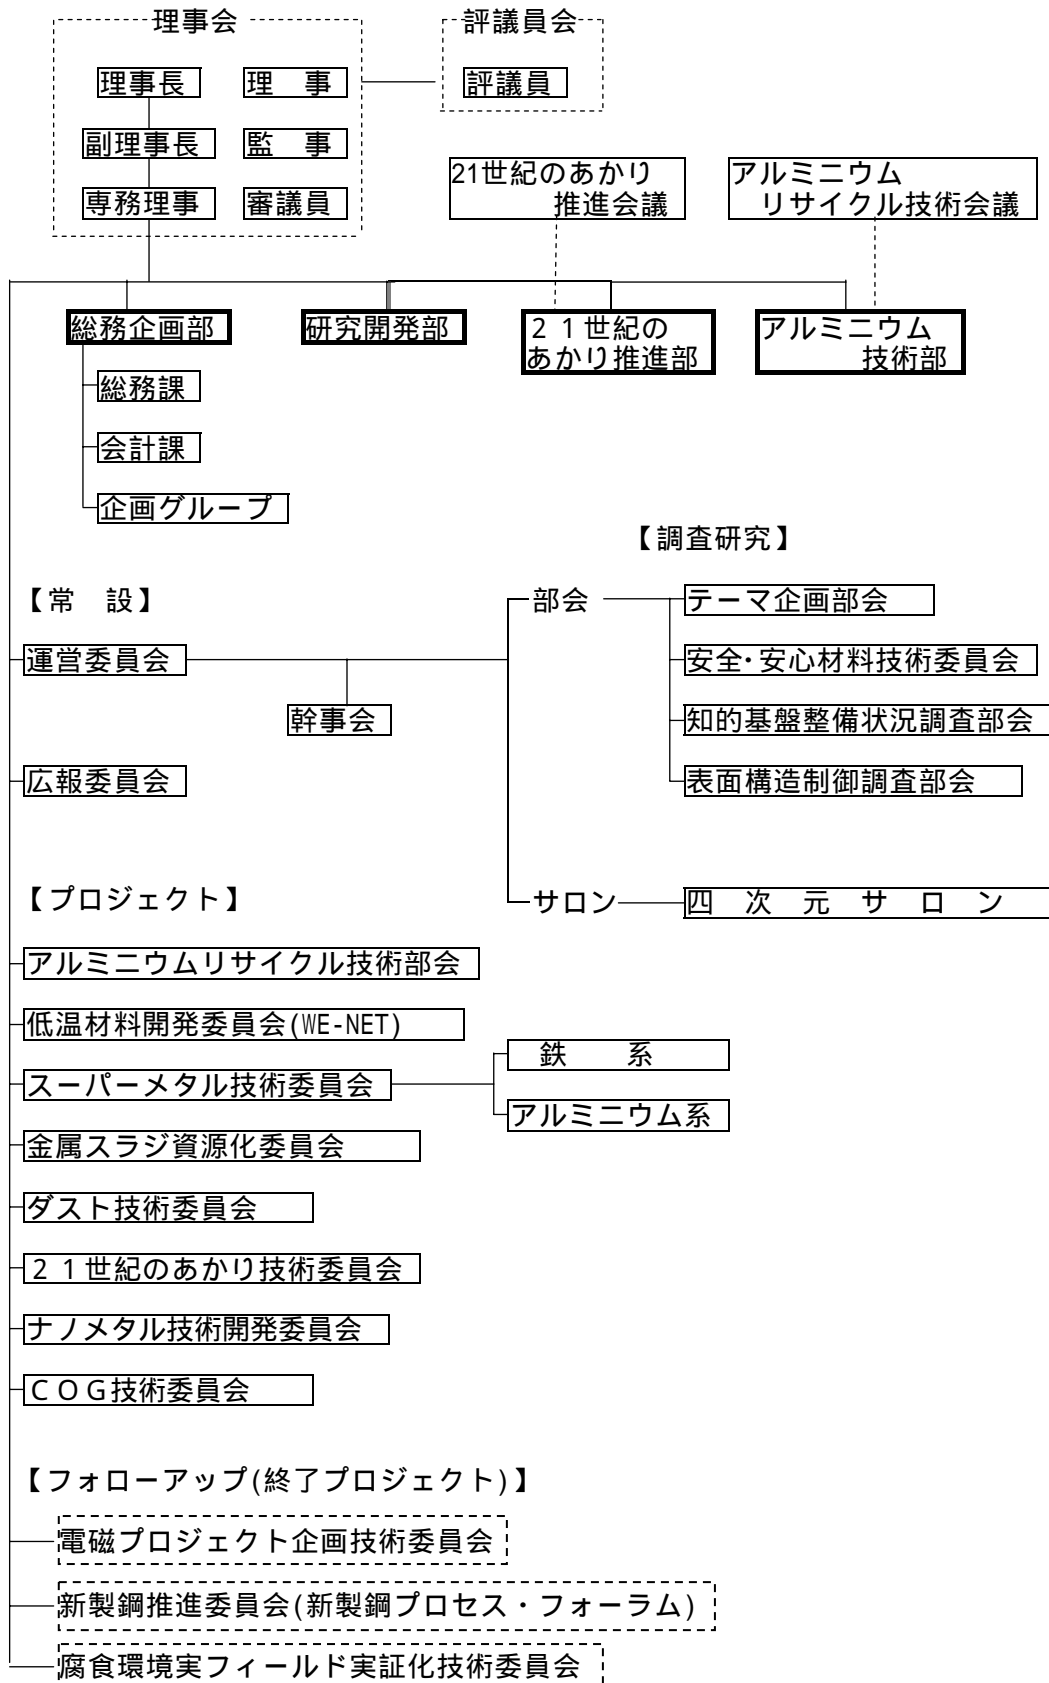 理事会
評議員会
理事長
理　事
評議員
副理事長
監　事
専務理事
審議員
21世紀のあかり
推進会議
アルミニウム
リサイクル技術会議
総務企画部
研究開発部
２１世紀の
あかり推進部
アルミニウム
技術部
総務課
会計課
企画グループ
【調査研究】
【常　設】
部会
テーマ企画部会
運営委員会
安全・安心材料技術委員会
幹事会
知的基盤整備状況調査部会
広報委員会
表面構造制御調査部会
【プロジェクト】
サロン
四　次　元　サ　ロ　ン
アルミニウムリサイクル技術部会
低温材料開発委員会(WE-NET)
スーパーメタル技術委員会
鉄　　系
アルミニウム系
金属スラジ資源化委員会
ダスト技術委員会
２１世紀のあかり技術委員会
ナノメタル技術開発委員会
ＣＯＧ技術委員会
【フォローアップ(終了プロジェクト)】
電磁プロジェクト企画技術委員会
新製鋼推進委員会(新製鋼プロセス・フォーラム)
腐食環境実フィールド実証化技術委員会